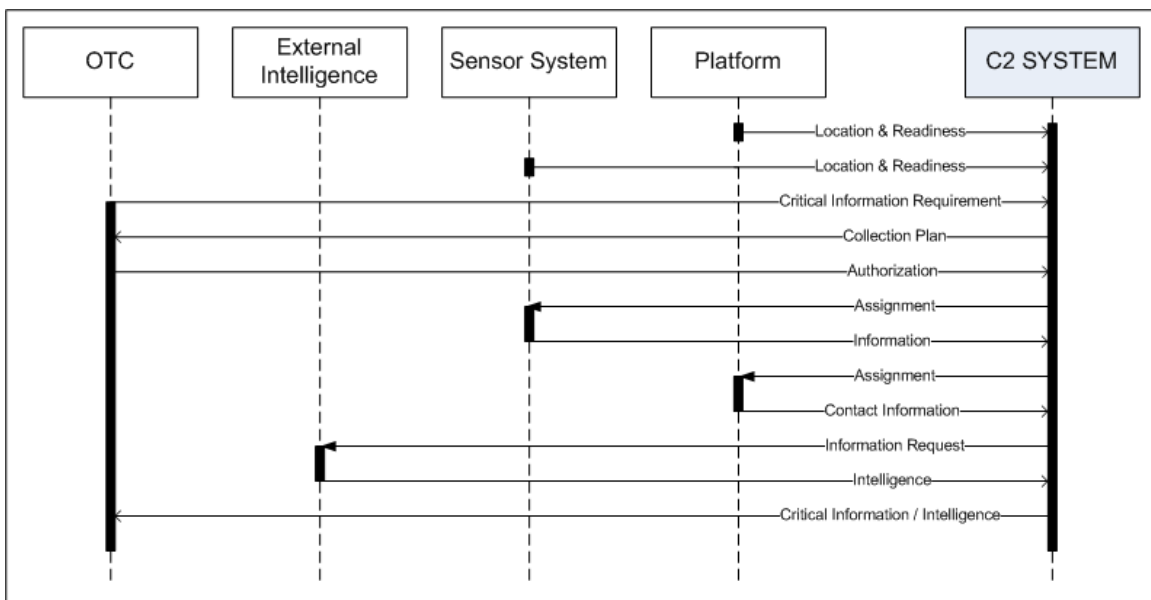 OTC
External
Intelligence
Sensor System
Platform
C2 SYSTEM
Location & Readiness
Location & Readiness
Critical Information Requirement
Collection Plan
Authorization
Assignment
Information
Assignment
Contact Information
Information Request
Intelligence
Critical Information / Intelligence